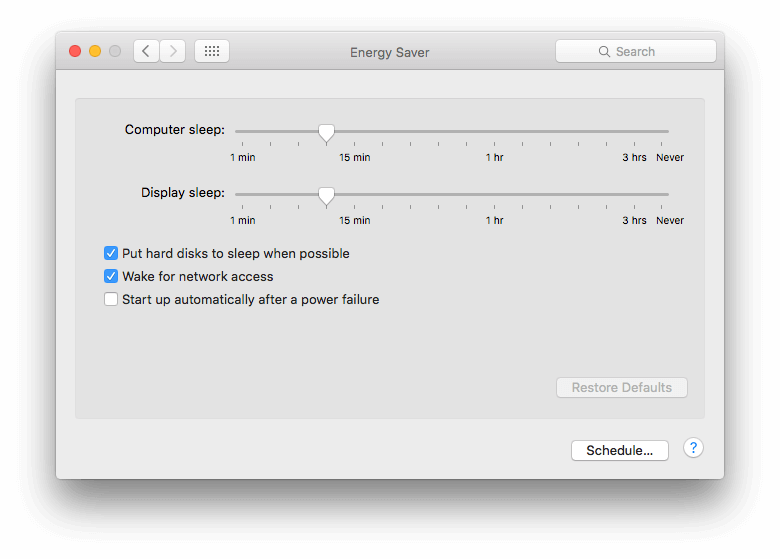 Energy Saver
Search
Computer sleep:
1 min 15 min 1 hr 3 hrs Never
Display sleep:
1 min 15 min 1 hr 3 hrs Never
Put hard disks to sleep when possible
Wake for network access
Start up automatically after a power failure
Restore Defaults
Schedule... ?